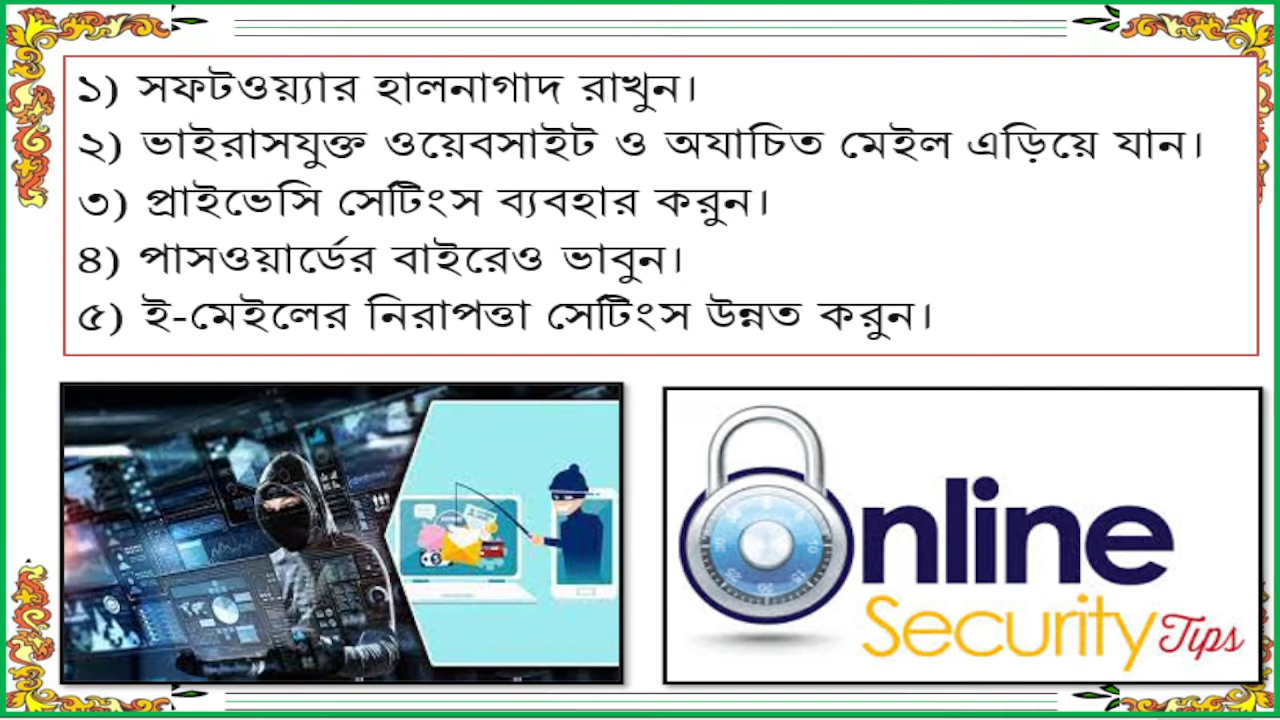 ১) সফটওয়্যার হালনাগাদ রাখুন।
২) ভাইরাসযুক্ত ওয়েবসাইট ও অযাচিত মেইল এড়িয়ে যান।
৩) প্রাইভেসি সেটিংস ব্যবহার করুন।
৪) পাসওয়ার্ডের বাইরেও ভাবুন।
৫) ই-মেইলের নিরাপত্তা সেটিংস উন্নত করুন।
Online
Security Tips